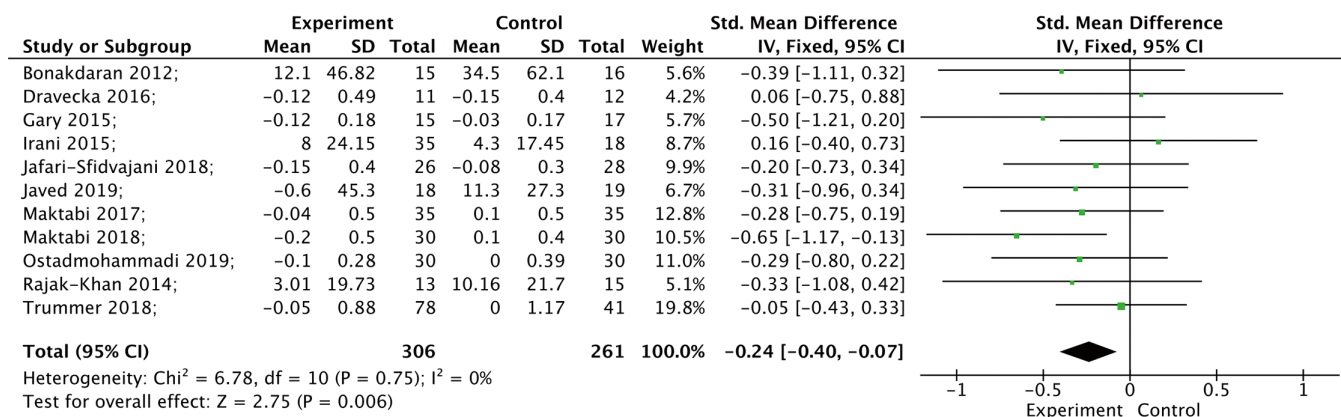 Experiment Control Std. Mean Difference Std. Mean Difference
Study or Subgroup Mean SD Total Mean SD Total Weight IV, Fixed, 95% CI IV, Fixed, 95% CI
Bonakdaran 2012; 12.1 46.82 15 34.5 62.1 16 5.6% −0.39 [−1.11, 0.32]
Dravecka 2016; −0.12 0.49 11 −0.15 0.4 12 4.2% 0.06 [−0.75, 0.88]
Gary 2015; −0.12 0.18 15 −0.03 0.17 17 5.7% −0.50 [−1.21, 0.20]
Irani 2015; 8 24.15 35 4.3 17.45 18 8.7% 0.16 [−0.40, 0.73]
Jafari−Sfidvajani 2018; −0.15 0.4 26 −0.08 0.3 28 9.9% −0.20 [−0.73, 0.34]
Javed 2019; −0.6 45.3 18 11.3 27.3 19 6.7% −0.31 [−0.96, 0.34]
Maktabi 2017; −0.04 0.5 35 0.1 0.5 35 12.8% −0.28 [−0.75, 0.19]
Maktabi 2018; −0.2 0.5 30 0.1 0.4 30 10.5% −0.65 [−1.17, −0.13]
Ostadmohammadi 2019; −0.1 0.28 30 0 0.39 30 11.0% −0.29 [−0.80, 0.22]
Rajak−Khan 2014; 3.01 19.73 13 10.16 21.7 15 5.1% −0.33 [−1.08, 0.42]
Trummer 2018; −0.05 0.88 78 0 1.17 41 19.8% −0.05 [−0.43, 0.33]
Total (95% CI) 306 261 100.0% −0.24 [−0.40, −0.07]
Heterogeneity: Chi² = 6.78, df = 10 (P = 0.75); I² = 0%
Test for overall effect: Z = 2.75 (P = 0.006)
−1 −0.5 0 0.5 1
Experiment Control